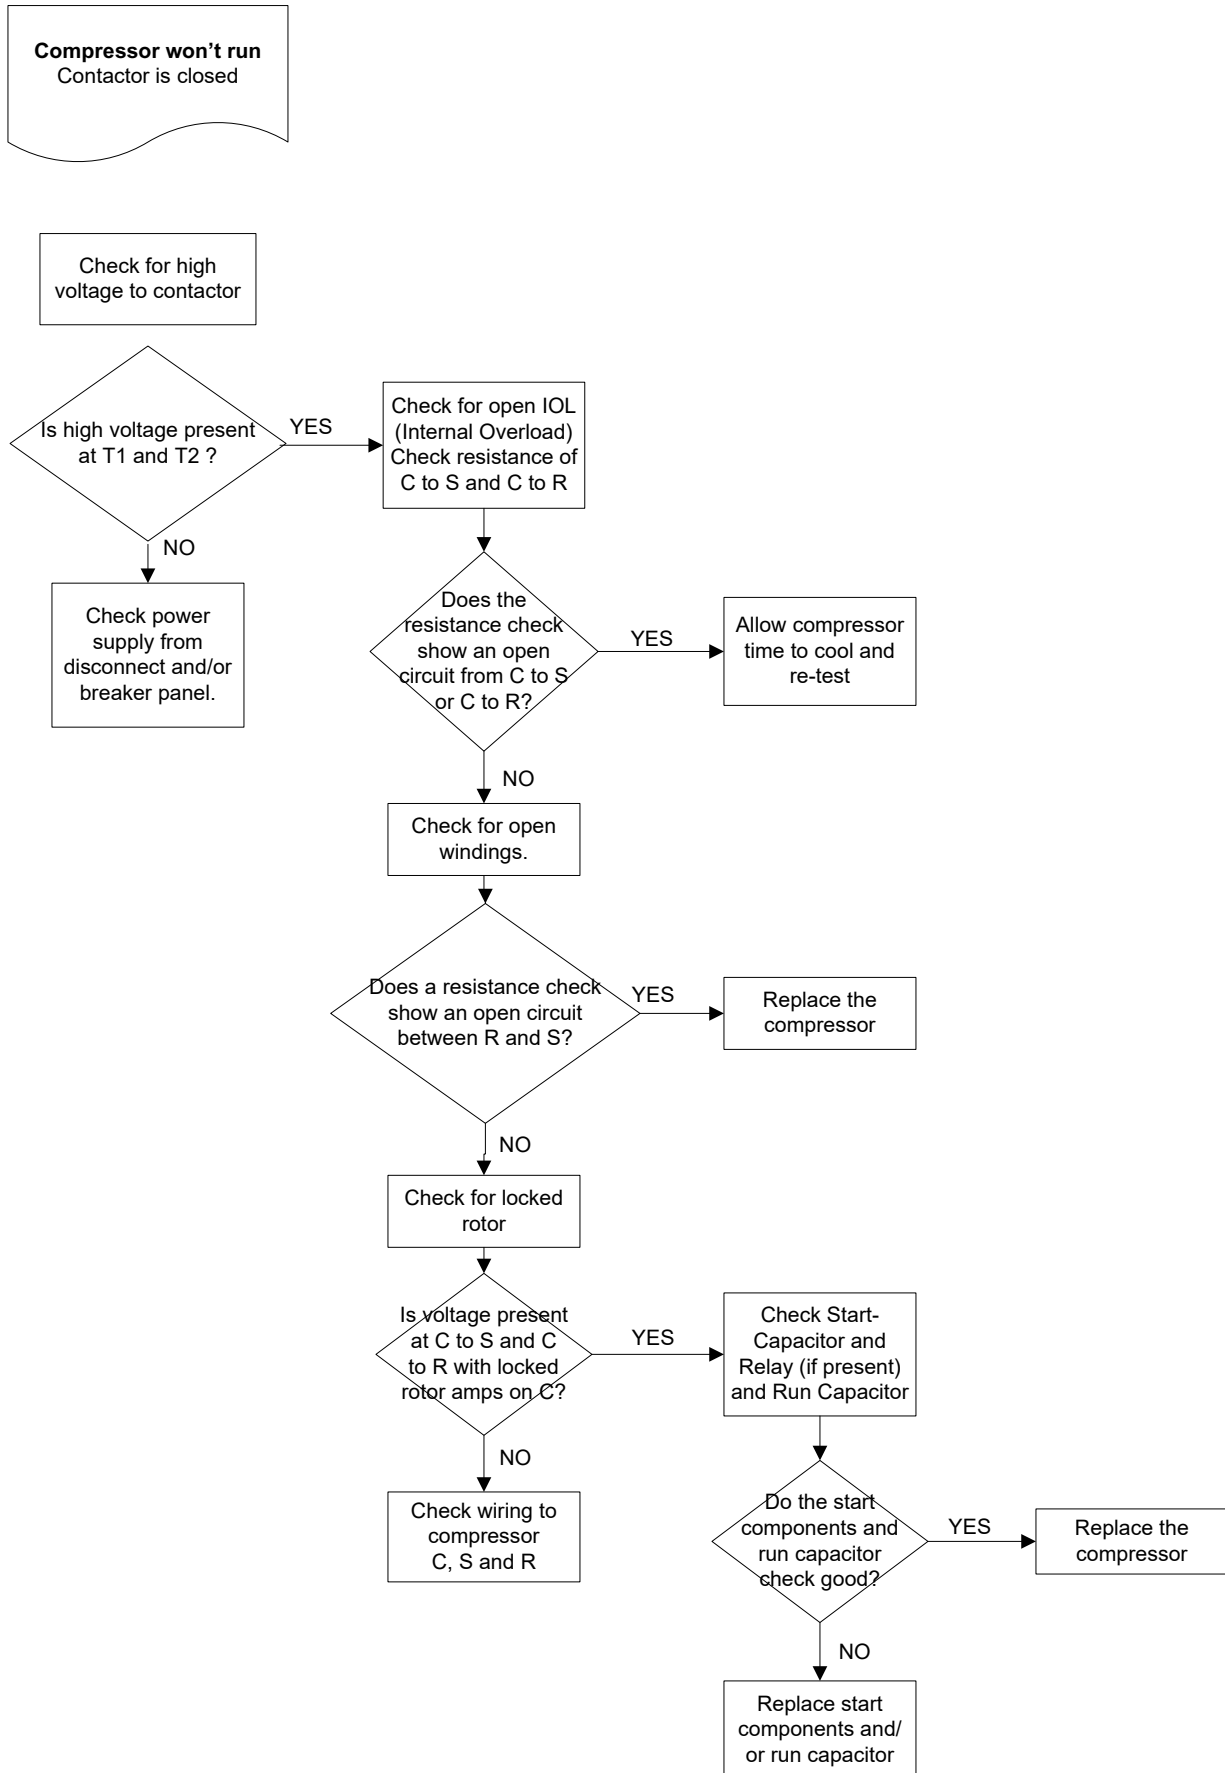 Compressor won't run
Contactor is closed
Check for high
voltage to contactor
Is high voltage present
at T1 and T2 ?
YES
NO
Check power
supply from
disconnect and/or
breaker panel.
Check for open IOL
(Internal Overload)
Check resistance of
C to S and C to R
Does the
resistance check
show an open
circuit from C to S
or C to R?
YES
Allow compressor
time to cool and
re-test
NO
Check for open
windings.
Does a resistance check
show an open circuit
between R and S?
YES
Replace the
compressor
NO
Check for locked
rotor
Is voltage present
at C to S and C
to R with locked
rotor amps on C?
YES
NO
Check wiring to
compressor
C, S and R
Check Start-
Capacitor and
Relay (if present)
and Run Capacitor
Do the start
components and
run capacitor
check good?
YES
Replace the
compressor
NO
Replace start
components and/
or run capacitor